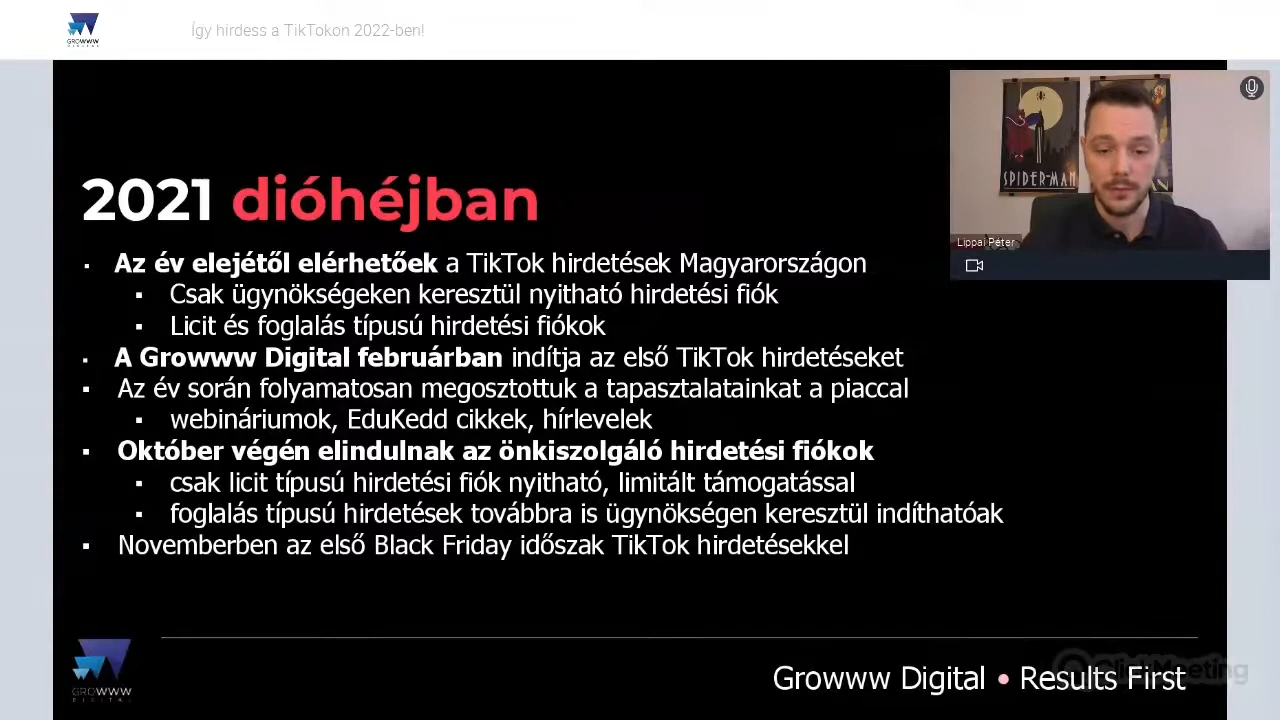 GROWWW
DIGITAL
Így hirdess a TikTokon 2022-ben!
SPIDER-MAN
Lippai Péter
2021 dióhéjban
▪ Az év elejétől elérhetőek a TikTok hirdetések Magyarországon
▪ Csak ügynökségeken keresztül nyitható hirdetési fiók
▪ Licit és foglalás típusú hirdetési fiókok
▪ A Growww Digital februárban indítja az első TikTok hirdetéseket
▪ Az év során folyamatosan megosztottuk a tapasztalatainkat a piaccal
▪ webináriumok, EduKedd cikkek, hírlevelek
▪ Október végén elindulnak az önkiszolgáló hirdetési fiókok
▪ csak licit típusú hirdetési fiók nyitható, limitált támogatással
▪ foglalás típusú hirdetések továbbra is ügynökségen keresztül indíthatóak
▪ Novemberben az első Black Friday időszak TikTok hirdetésekkel
GROWWW
DIGITAL
Growww Digital • Results First
ClickMeeting